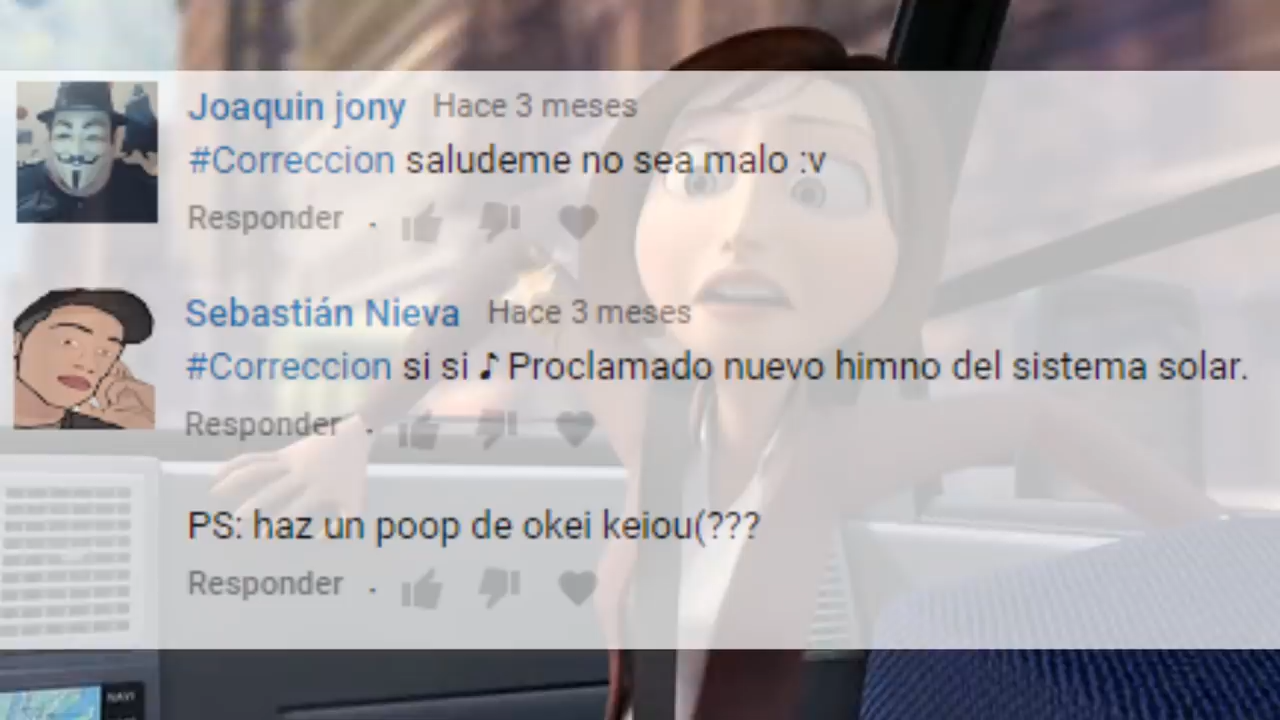 Joaquin jony Hace 3 meses
#Correccion saludeme no sea malo :v
Responder .
Sebastián Nieva Hace 3 meses
#Correccion si si ♪ Proclamado nuevo himno del sistema solar.
Responder .
PS: haz un poop de okei keiou(???
Responder .
NAVI